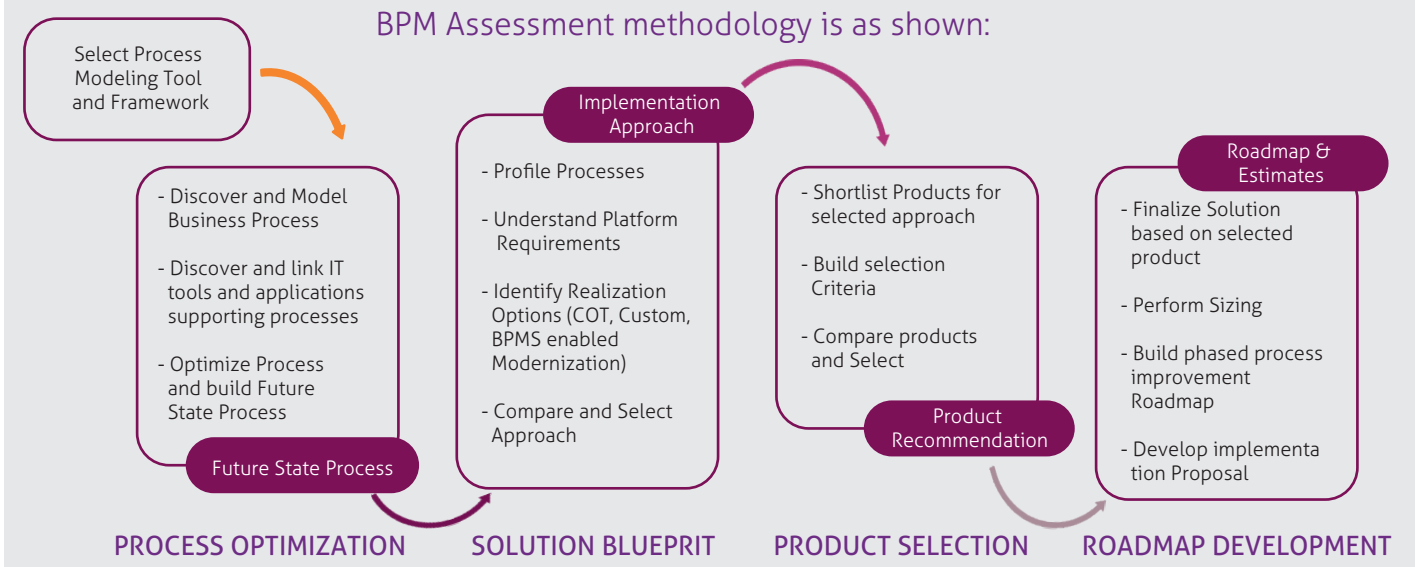 BPM Assessment methodology is as shown:
Select Process
Modeling Tool
and Framework
- Discover and Model
Business Process
- Discover and link IT
tools and applications
supporting processes
- Optimize Process
and build Future
State Process
Future State Process
PROCESS OPTIMIZATION
Implementation
Approach
- Profile Processes
- Understand Platform
Requirements
- Identify Realization
Options (COT, Custom,
BPMS enabled
Modernization)
- Compare and Select
Approach
SOLUTION BLUEPRIT
- Shortlist Products for
selected approach
- Build selection
Criteria
- Compare products
and Select
Product
Recommendation
PRODUCT SELECTION
Roadmap &
Estimates
- Finalize Solution
based on selected
product
- Perform Sizing
- Build phased process
improvement
Roadmap
- Develop implementa
tion Proposal
ROADMAP DEVELOPMENT